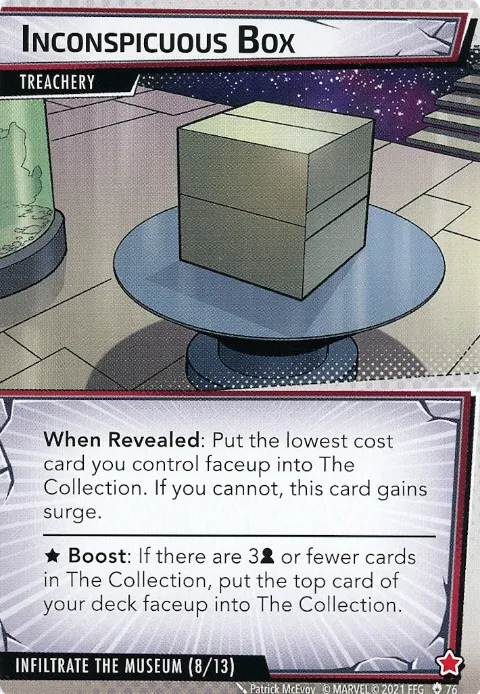 INCONSPICUOUS BOX
TREACHERY
When Revealed: Put the lowest cost
card you control faceup into The
Collection. If you cannot, this card gains
surge.
★ Boost: If there are 3👤 or fewer cards
in The Collection, put the top card of
your deck faceup into The Collection.
INFILTRATE THE MUSEUM (8/13)
Patrick McEvoy © MARVEL © 2021 FFG 76